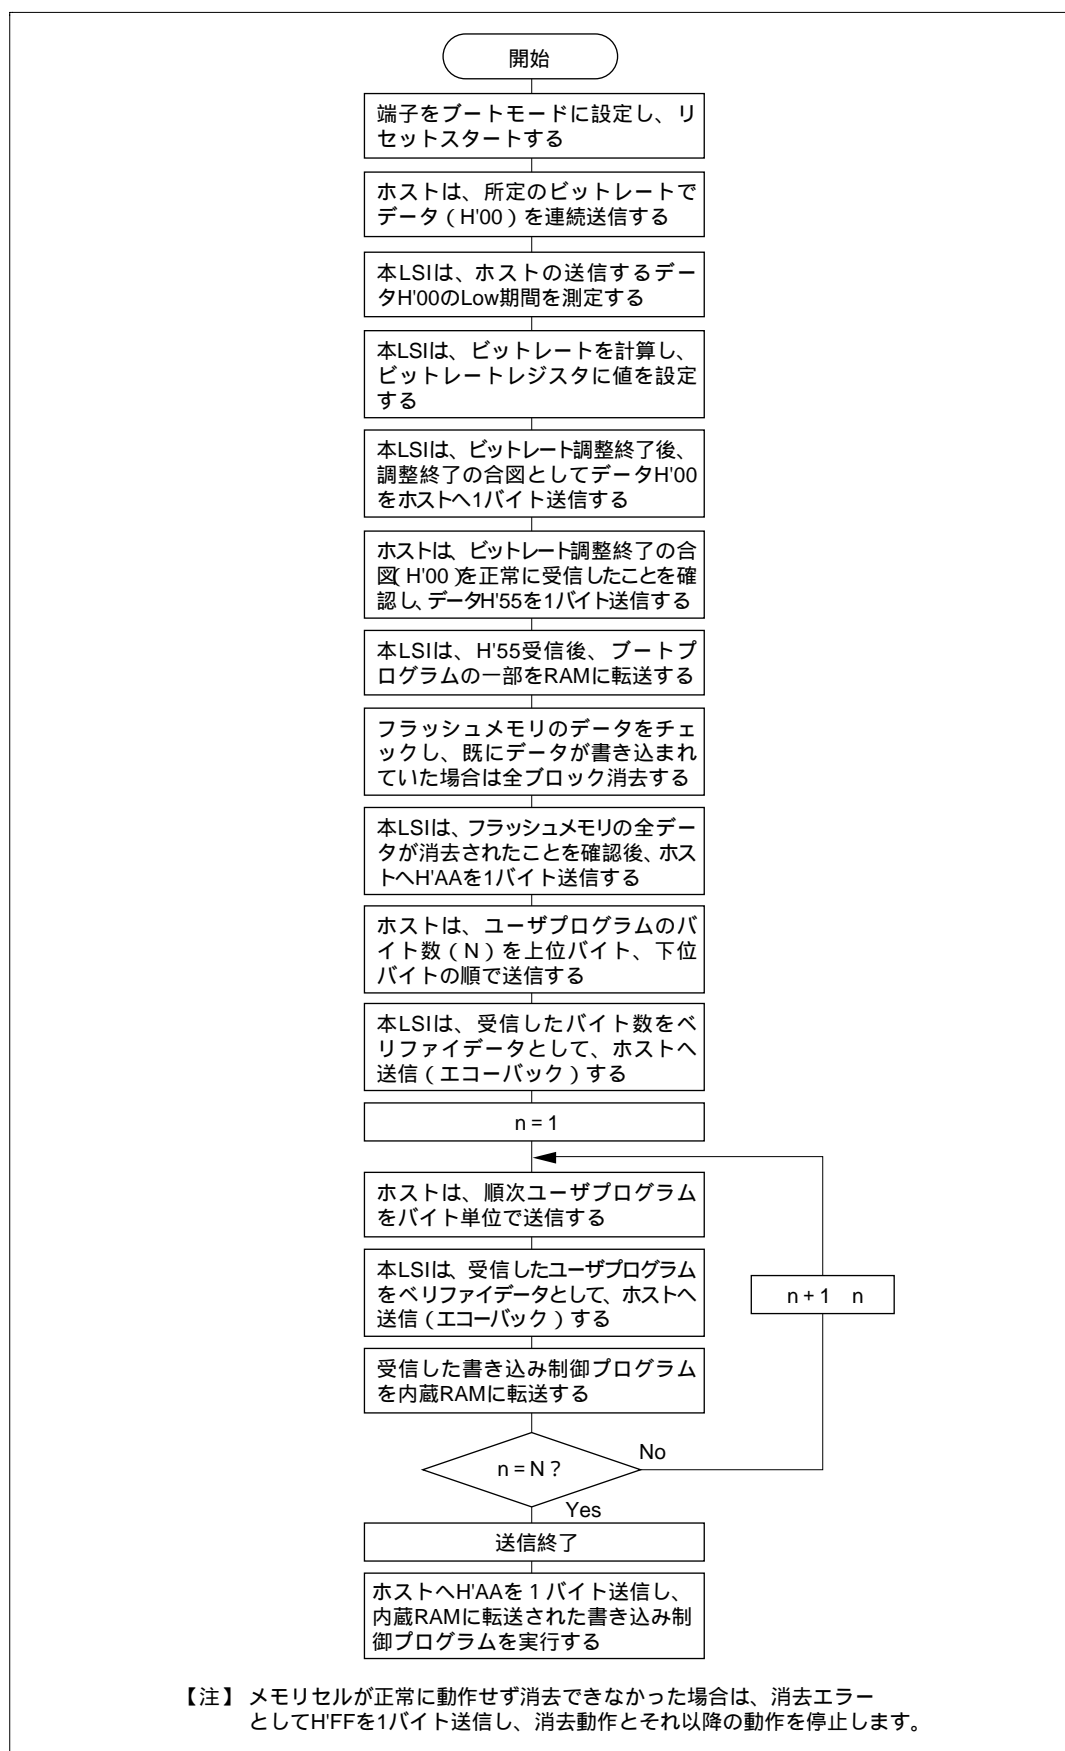 開始
端子をブートモードに設定し、リ
セットスタートする
ホストは、所定のビットレートで
データ（H'00）を連続送信する
本LSIは、ホストの送信するデー
タH'00のLow期間を測定する
本LSIは、ビットレートを計算し、
ビットレートレジスタに値を設定
する
本LSIは、ビットレート調整終了後、
調整終了の合図としてデータH'00
をホストへ1バイト送信する
ホストは、ビットレート調整終了の合
図（H'00）を正常に受信したことを確
認し、データH'55を1バイト送信する
本LSIは、H'55受信後、ブートプ
ログラムの一部をRAMに転送する
フラッシュメモリのデータをチェ
ックし、既にデータが書き込まれ
ていた場合は全ブロック消去する
本LSIは、フラッシュメモリの全デー
タが消去されたことを確認後、ホス
トへH'AAを1バイト送信する
ホストは、ユーザプログラムのバ
イト数（N）を上位バイト、下位
バイトの順で送信する
本LSIは、受信したバイト数をベ
リファイデータとして、ホストへ
送信（エコーバック）する
n = 1
ホストは、順次ユーザプログラム
をバイト単位で送信する
本LSIは、受信したユーザプログラム
をベリファイデータとして、ホストへ
送信（エコーバック）する
n + 1　n
受信した書き込み制御プログラム
を内蔵RAMに転送する
n = N？
No
Yes
送信終了
ホストへH'AAを１バイト送信し、
内蔵RAMに転送された書き込み制
御プログラムを実行する
【注】 メモリセルが正常に動作せず消去できなかった場合は、消去エラー
としてH'FFを1バイト送信し、消去動作とそれ以降の動作を停止します。